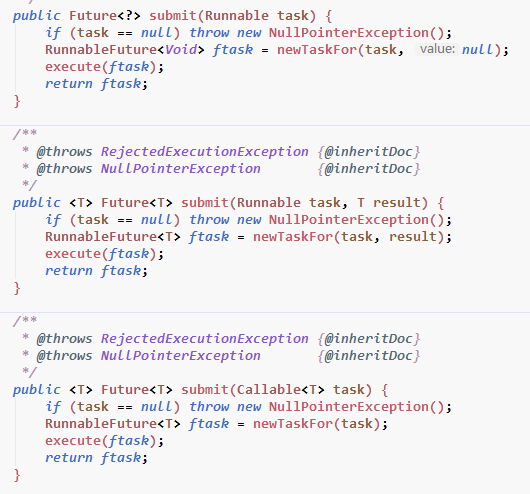 */
public Future<?> submit(Runnable task) {
    if (task == null) throw new NullPointerException();
    RunnableFuture<Void> ftask = newTaskFor(task, value: null);
    execute(ftask);
    return ftask;
}
/**
 * @throws RejectedExecutionException {@inheritDoc}
 * @throws NullPointerException       {@inheritDoc}
 */
public <T> Future<T> submit(Runnable task, T result) {
    if (task == null) throw new NullPointerException();
    RunnableFuture<T> ftask = newTaskFor(task, result);
    execute(ftask);
    return ftask;
}
/**
 * @throws RejectedExecutionException {@inheritDoc}
 * @throws NullPointerException       {@inheritDoc}
 */
public <T> Future<T> submit(Callable<T> task) {
    if (task == null) throw new NullPointerException();
    RunnableFuture<T> ftask = newTaskFor(task);
    execute(ftask);
    return ftask;
}